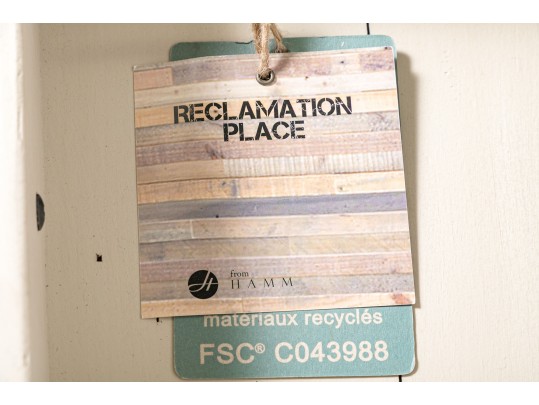 RECLAMATION
PLACE
from
HAMM
matériaux recyclés
FSC® C043988